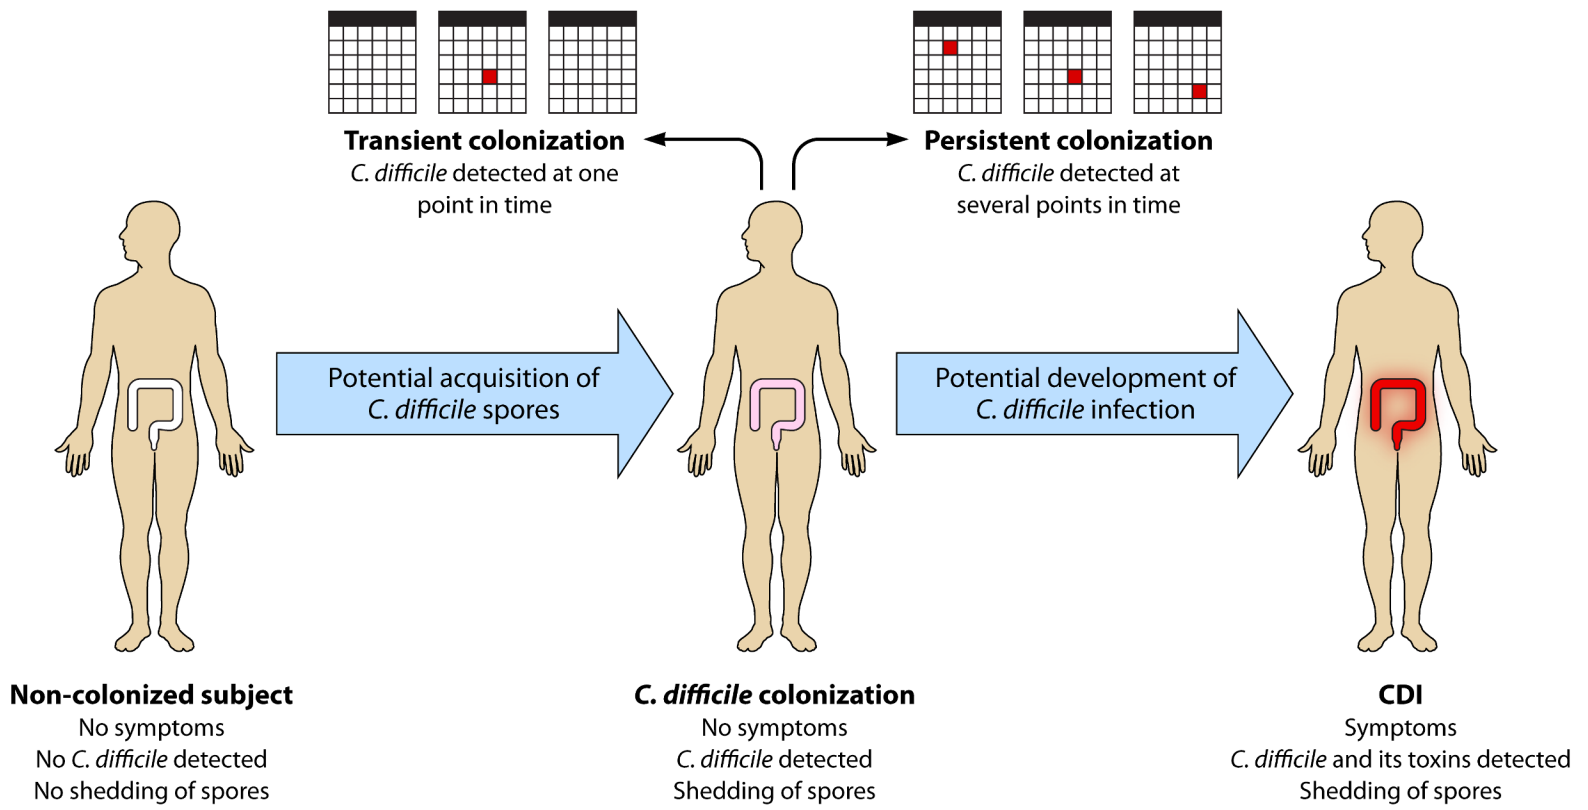 Transient colonization
C. difficile detected at one
point in time
Persistent colonization
C. difficile detected at
several points in time
Potential acquisition of
C. difficile spores
Potential development of
C. difficile infection
Non-colonized subject
No symptoms
No C. difficile detected
No shedding of spores
C. difficile colonization
No symptoms
C. difficile detected
Shedding of spores
CDI
Symptoms
C. difficile and its toxins detected
Shedding of spores